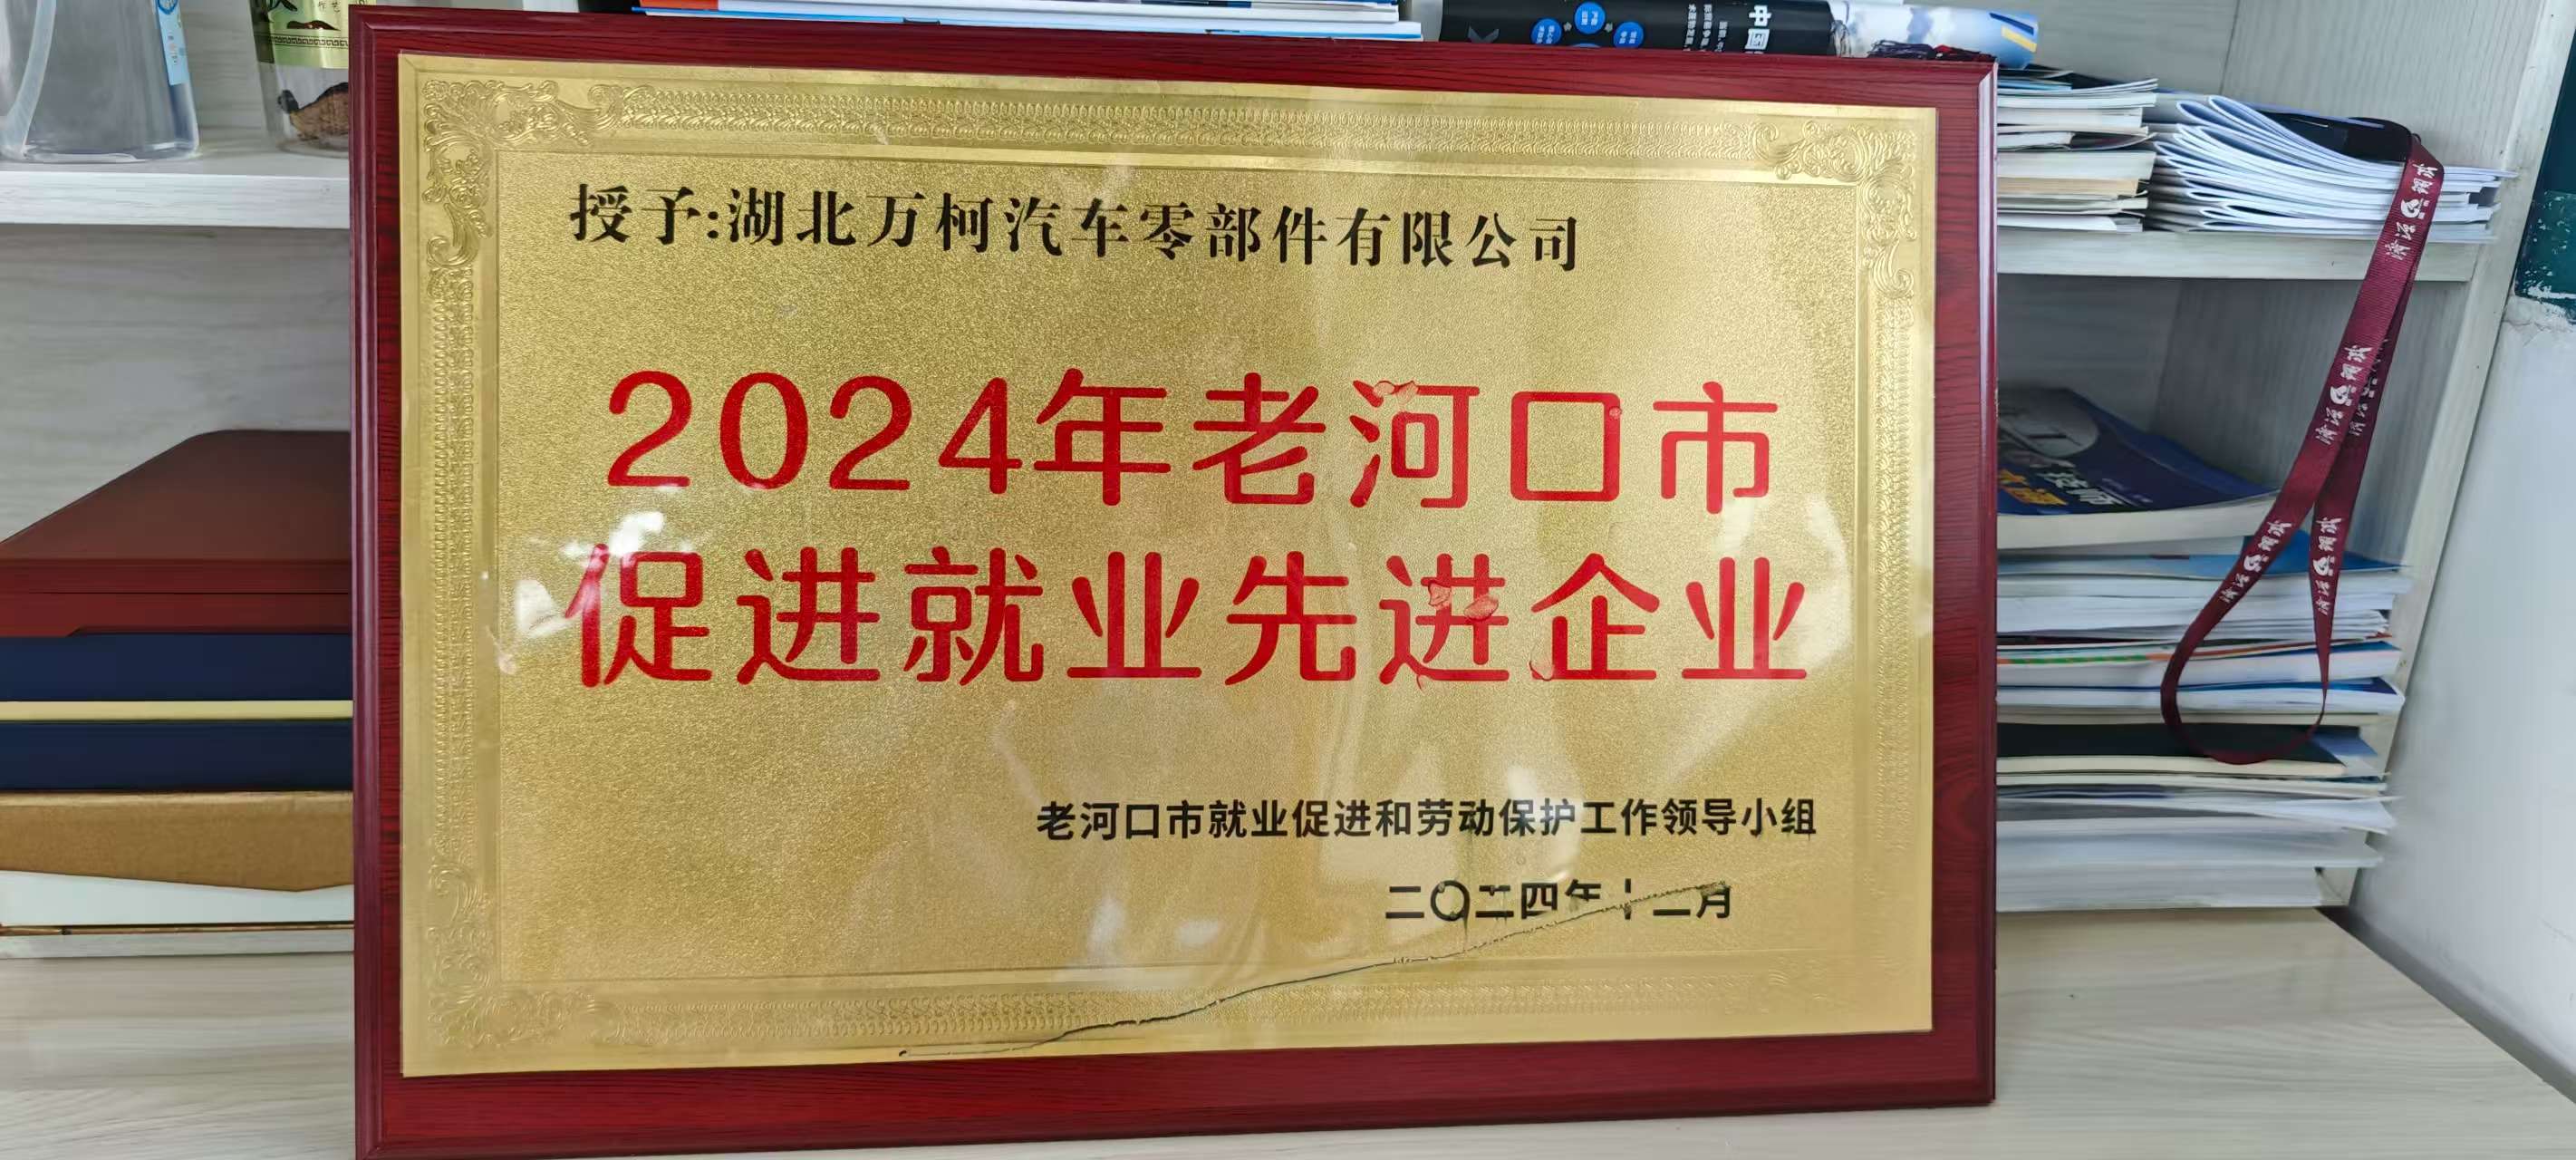 授予:湖北万柯汽车零部件有限公司
2024年老河口市
促进就业先进企业
老河口市就业促进和劳动保护工作领导小组
二〇二四年十二月
中国